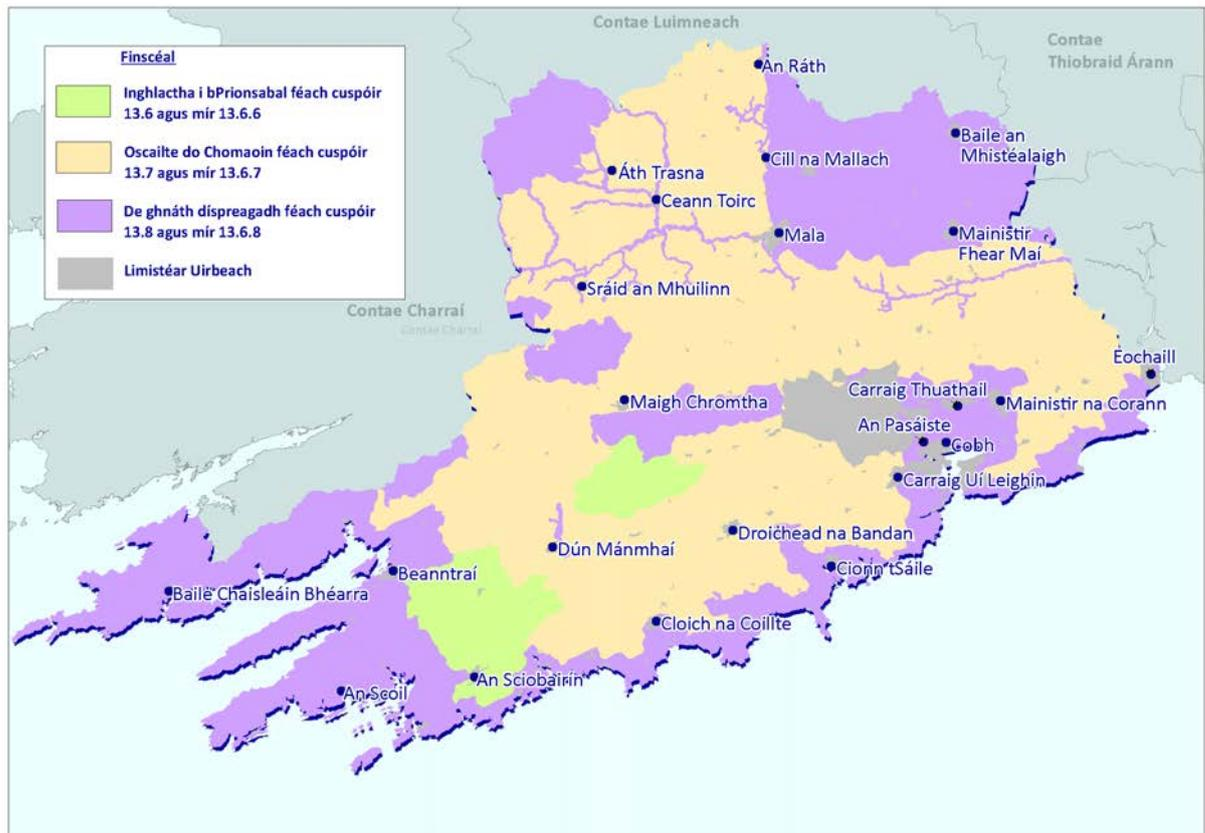 Contae Luimneach
Contae
Thiobraid Árann
Finscéal
Inghlactha i bPrionsabal féach cuspóir
13.6 agus mír 13.6.6
Oscailte do Chomaoin féach cuspóir
13.7 agus mír 13.6.7
De ghnáth díspreagadh féach cuspóir
13.8 agus mír 13.6.8
Limistéar Uirbeach
An Ráth
Baile an
Mhistéalaigh
Cill na Mallach
Áth Trasna
Ceann Toirc
Mala
Mainistir
Fhear Maí
Sráid an Mhuilinn
Contae Charraí
Contae Charraí
Eochaill
Carraig Thuathail
Maigh Chromtha
Mainistir na Corann
An Pasáiste
Cobh
Carraig Uí Leighin
Droichead na Bandan
Dún Mánmhaí
Beanntraí
Cionn tSáile
Baile Chaisleáin Bhéarra
Cloich na Coillte
An Sciobairín
An Scoil